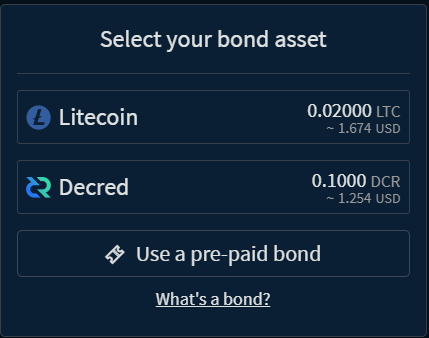 Select your bond asset
Litecoin 0.02000 LTC
~ 1.674 USD
Decred 0.1000 DCR
~ 1.254 USD
Use a pre-paid bond
What's a bond?